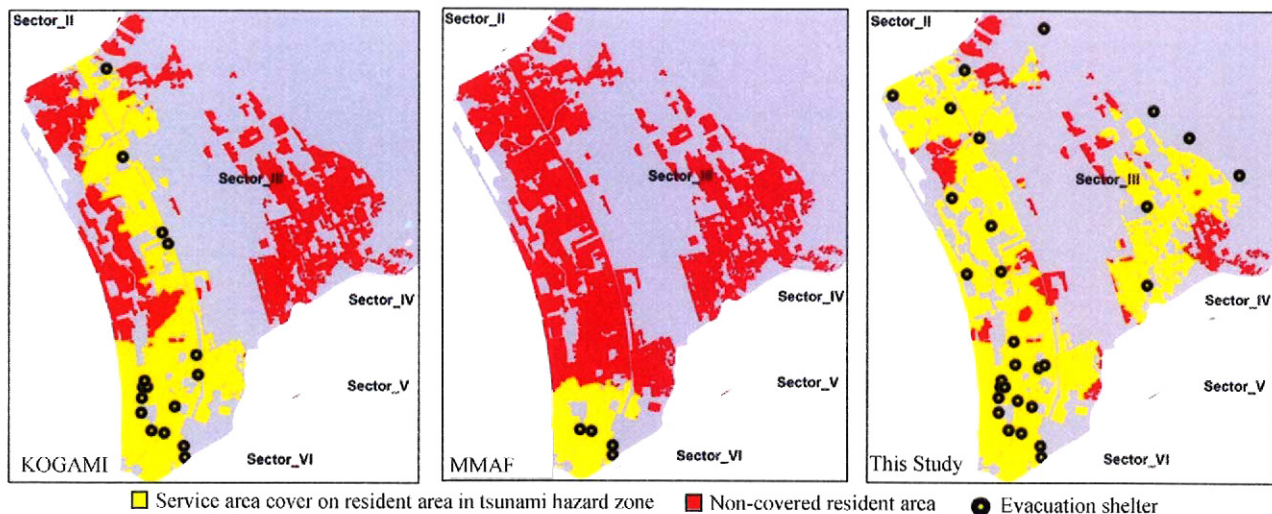 Sector_II
Sector_III
Sector_IV
Sector_V
Sector_VI
KOGAMI
Sector_II
Sector_III
Sector_IV
Sector_V
Sector_VI
MMAF
Sector_II
Sector_III
Sector_IV
Sector_V
Sector_VI
This Study
Service area cover on resident area in tsunami hazard zone
Non-covered resident area
Evacuation shelter